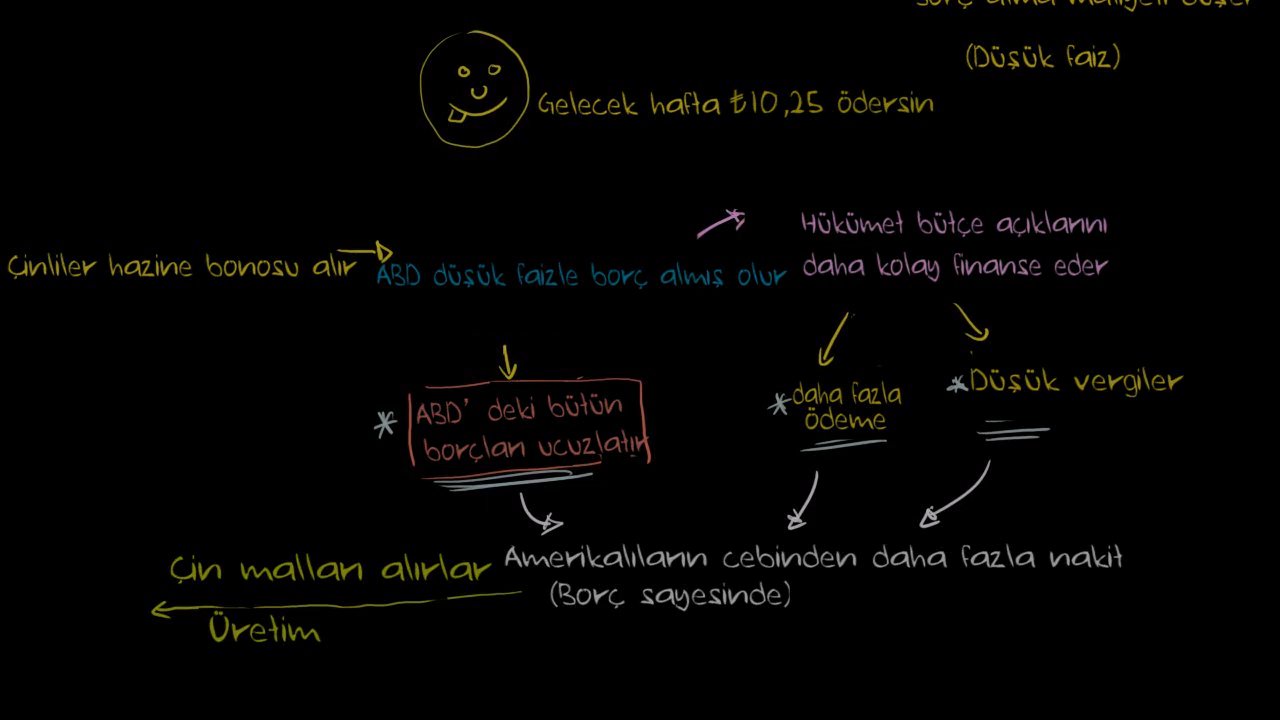 (Düşük faiz)
Gelecek hafta ₺10,25 ödersin
Çinliler hazine bonosu alır
ABD düşük faizle borç almış olur
Hükümet bütçe açıklarını
daha kolay finanse eder
* ABD' deki bütün
borçları ucuzlatır
* daha fazla
ödeme
* Düşük vergiler
Çin malları alırlar
Üretim
Amerikalıların cebinden daha fazla nakit
(Borç sayesinde)